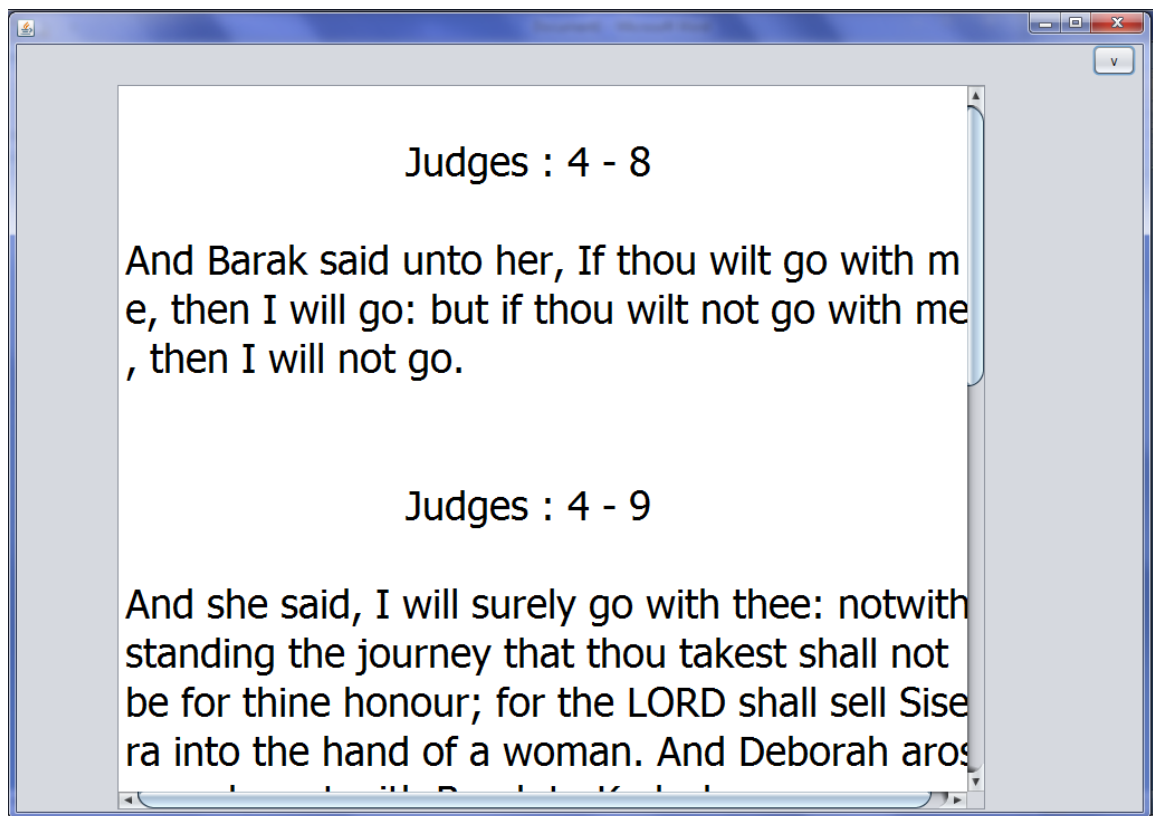 v
Judges : 4 - 8
And Barak said unto her, If thou wilt go with m
e, then I will go: but if thou wilt not go with me
, then I will not go.
Judges : 4 - 9
And she said, I will surely go with thee: notwith
standing the journey that thou takest shall not
be for thine honour; for the LORD shall sell Sise
ra into the hand of a woman. And Deborah aros